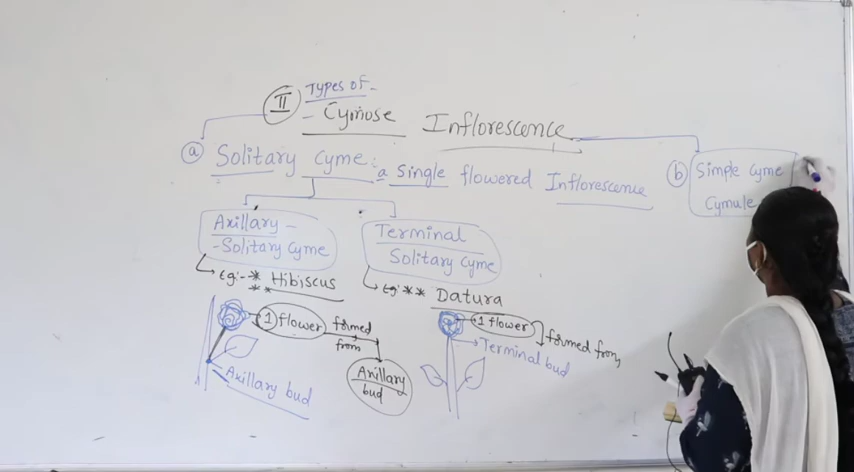 II Types of -
- Cymose Inflorescence
a Solitary cyme: a single flowered Inflorescence
b Simple Cyme
Cymule
Axillary -
- Solitary Cyme
Terminal
Solitary Cyme
Eg:- * Hibiscus
**
Eg: ** Datura
1 flower formed
from
Axillary
bud
Axillary bud
1 flower
Terminal bud
formed from